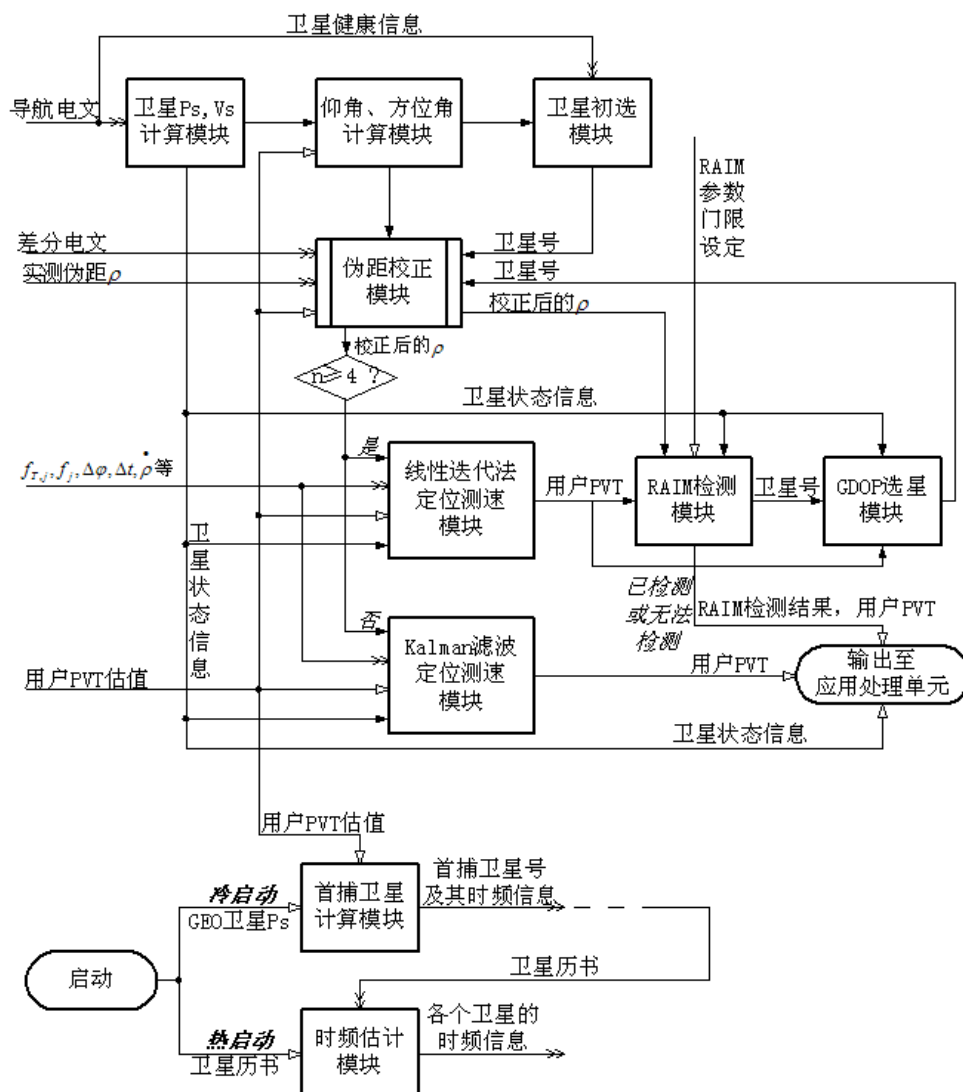 卫星健康信息
导航电文
卫星Ps,Vs
计算模块
仰角、方位角
计算模块
卫星初选
模块
RAIM
参数
门限
设定
差分电文
实测伪距ρ
伪距校正
模块
卫星号
卫星号
校正后的ρ
校正后的ρ
n≥4 ?
卫星状态信息
f_{T,j}, f_j, Δφ, Δt, ρ̇ 等
是
线性迭代法
定位测速
模块
用户PVT
RAIM检测
模块
卫星号
GDOP选星
模块
卫星状态信息
已检测
或无法
检测
RAIM检测结果，用户PVT
否
Kalman滤波
定位测速
模块
用户PVT
输出至
应用处理单元
用户PVT估值
卫星状态信息
用户PVT估值
冷启动
GEO卫星Ps
首捕卫星
计算模块
首捕卫星号
及其时频信息
启动
卫星历书
热启动
卫星历书
时频估计
模块
各个卫星的
时频信息